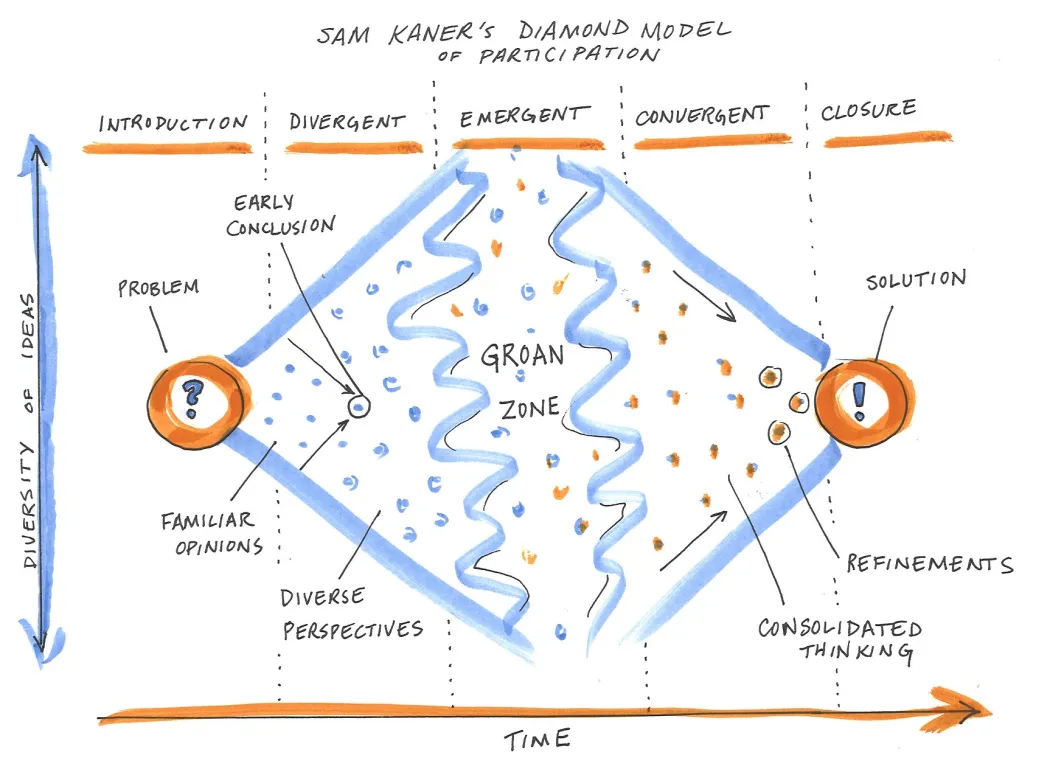 SAM KANER'S DIAMOND MODEL
OF PARTICIPATION
INTRODUCTION
DIVERGENT
EMERGENT
CONVERGENT
CLOSURE
EARLY
CONCLUSION
PROBLEM
SOLUTION
DIVERSITY OF IDEAS
?
GROAN
ZONE
!
FAMILIAR
OPINIONS
DIVERSE
PERSPECTIVES
REFINEMENTS
CONSOLIDATED
THINKING
TIME